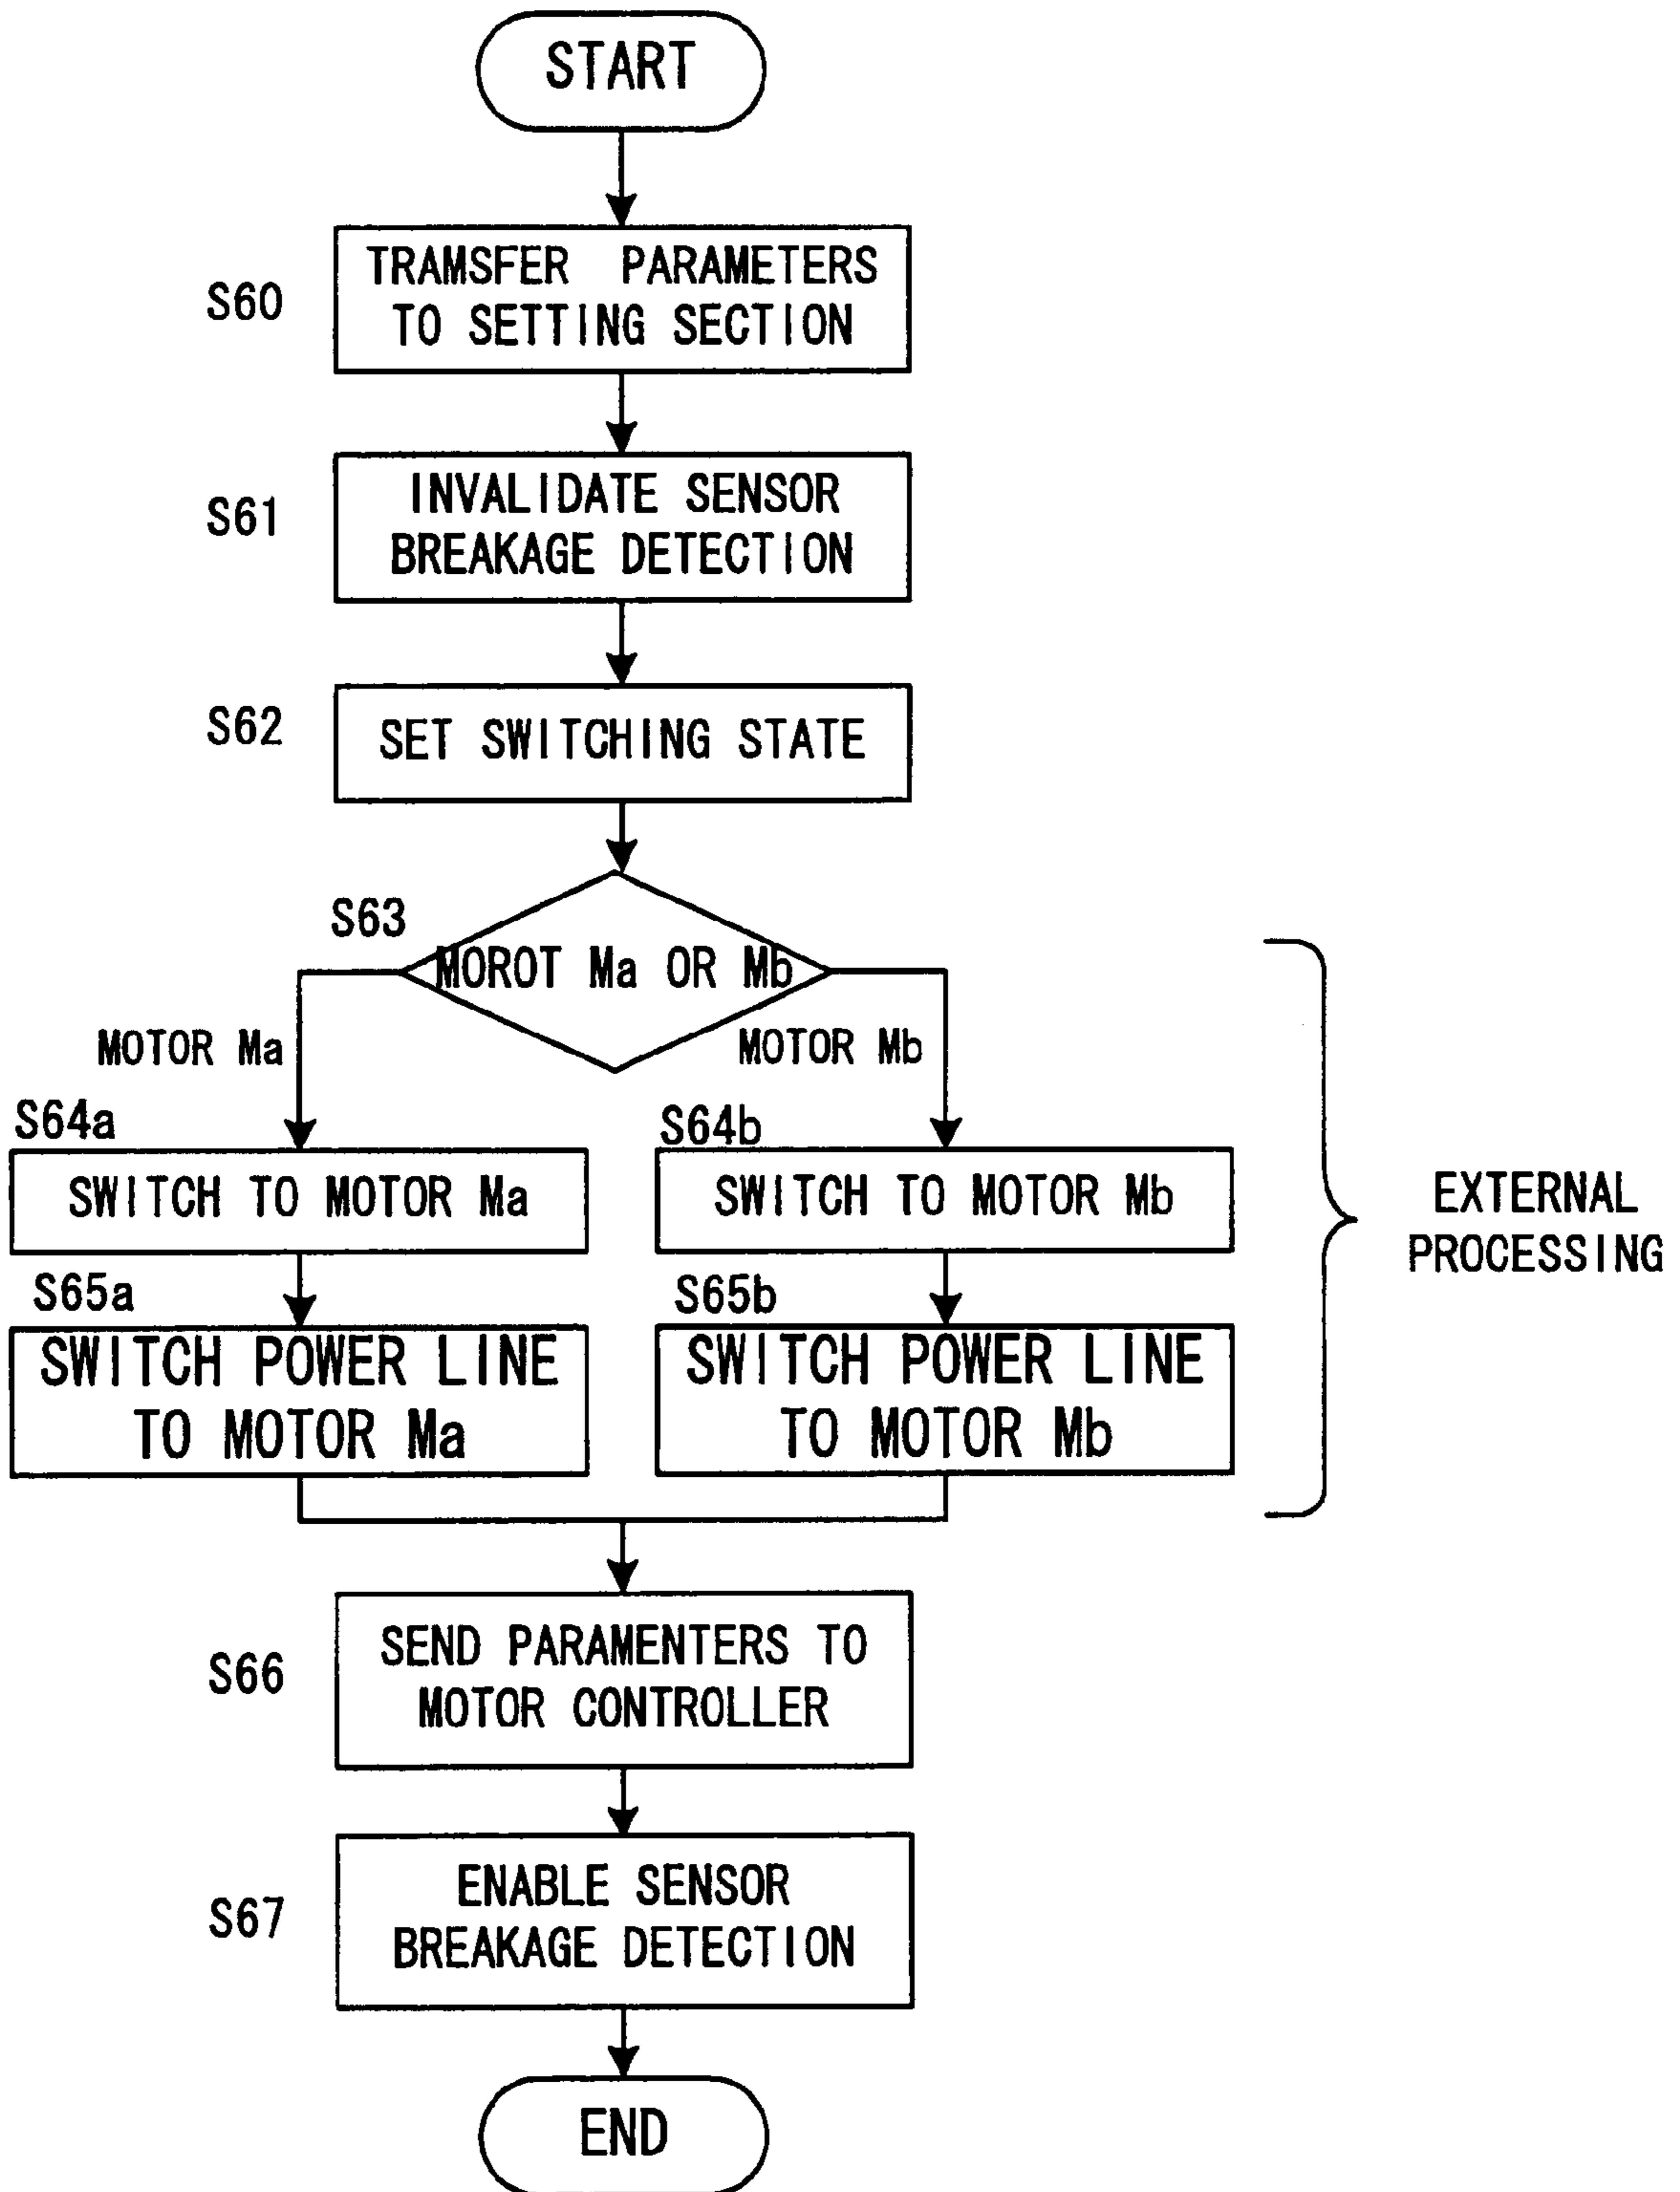 START
S60
TRAMSFER PARAMETERS
TO SETTING SECTION
S61
INVALIDATE SENSOR
BREAKAGE DETECTION
S62
SET SWITCHING STATE
S63
MOROT Ma OR Mb
MOTOR Ma
MOTOR Mb
S64a
SWITCH TO MOTOR Ma
S64b
SWITCH TO MOTOR Mb
S65a
SWITCH POWER LINE
TO MOTOR Ma
S65b
SWITCH POWER LINE
TO MOTOR Mb
EXTERNAL
PROCESSING
S66
SEND PARAMENTERS TO
MOTOR CONTROLLER
S67
ENABLE SENSOR
BREAKAGE DETECTION
END